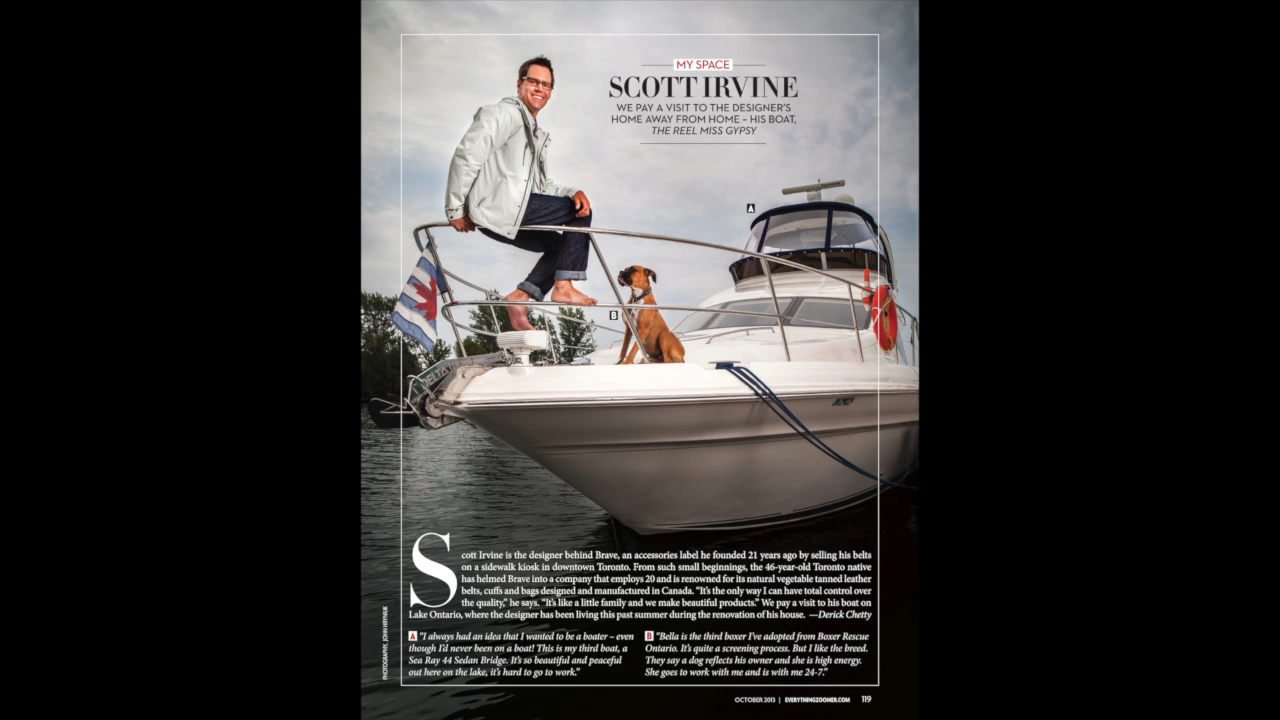 MY SPACE
SCOTT IRVINE
WE PAY A VISIT TO THE DESIGNER'S
HOME AWAY FROM HOME – HIS BOAT,
THE REEL MISS GYPSY
A
B
DELTA
Scott Irvine is the designer behind Brave, an accessories label he founded 21 years ago by selling his belts
on a sidewalk kiosk in downtown Toronto. From such small beginnings, the 46-year-old Toronto native
has helmed Brave into a company that employs 20 and is renowned for its natural vegetable tanned leather
belts, cuffs and bags designed and manufactured in Canada. "It's the only way I can have total control over
the quality," he says. "It's like a little family and we make beautiful products." We pay a visit to his boat on
Lake Ontario, where the designer has been living this past summer during the renovation of his house. —Derick Chetty
A "I always had an idea that I wanted to be a boater – even
though I'd never been on a boat! This is my third boat, a
Sea Ray 44 Sedan Bridge. It's so beautiful and peaceful
out here on the lake, it's hard to go to work."
B "Bella is the third boxer I've adopted from Boxer Rescue
Ontario. It's quite a screening process. But I like the breed.
They say a dog reflects his owner and she is high energy.
She goes to work with me and is with me 24-7."
PHOTOGRAPHY, JOHN HRYNIUK
OCTOBER 2013 | EVERYTHINGZOOMER.COM 119